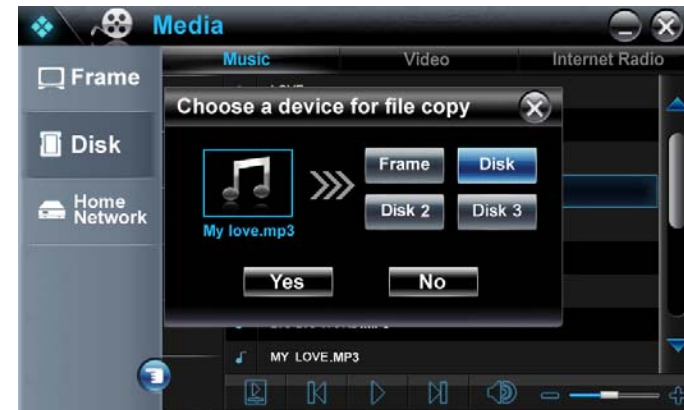 Media
Music Video Internet Radio
Frame
Disk
Home
Network
Choose a device for file copy
My love.mp3
Frame Disk
Disk 2 Disk 3
Yes No
MY LOVE.MP3